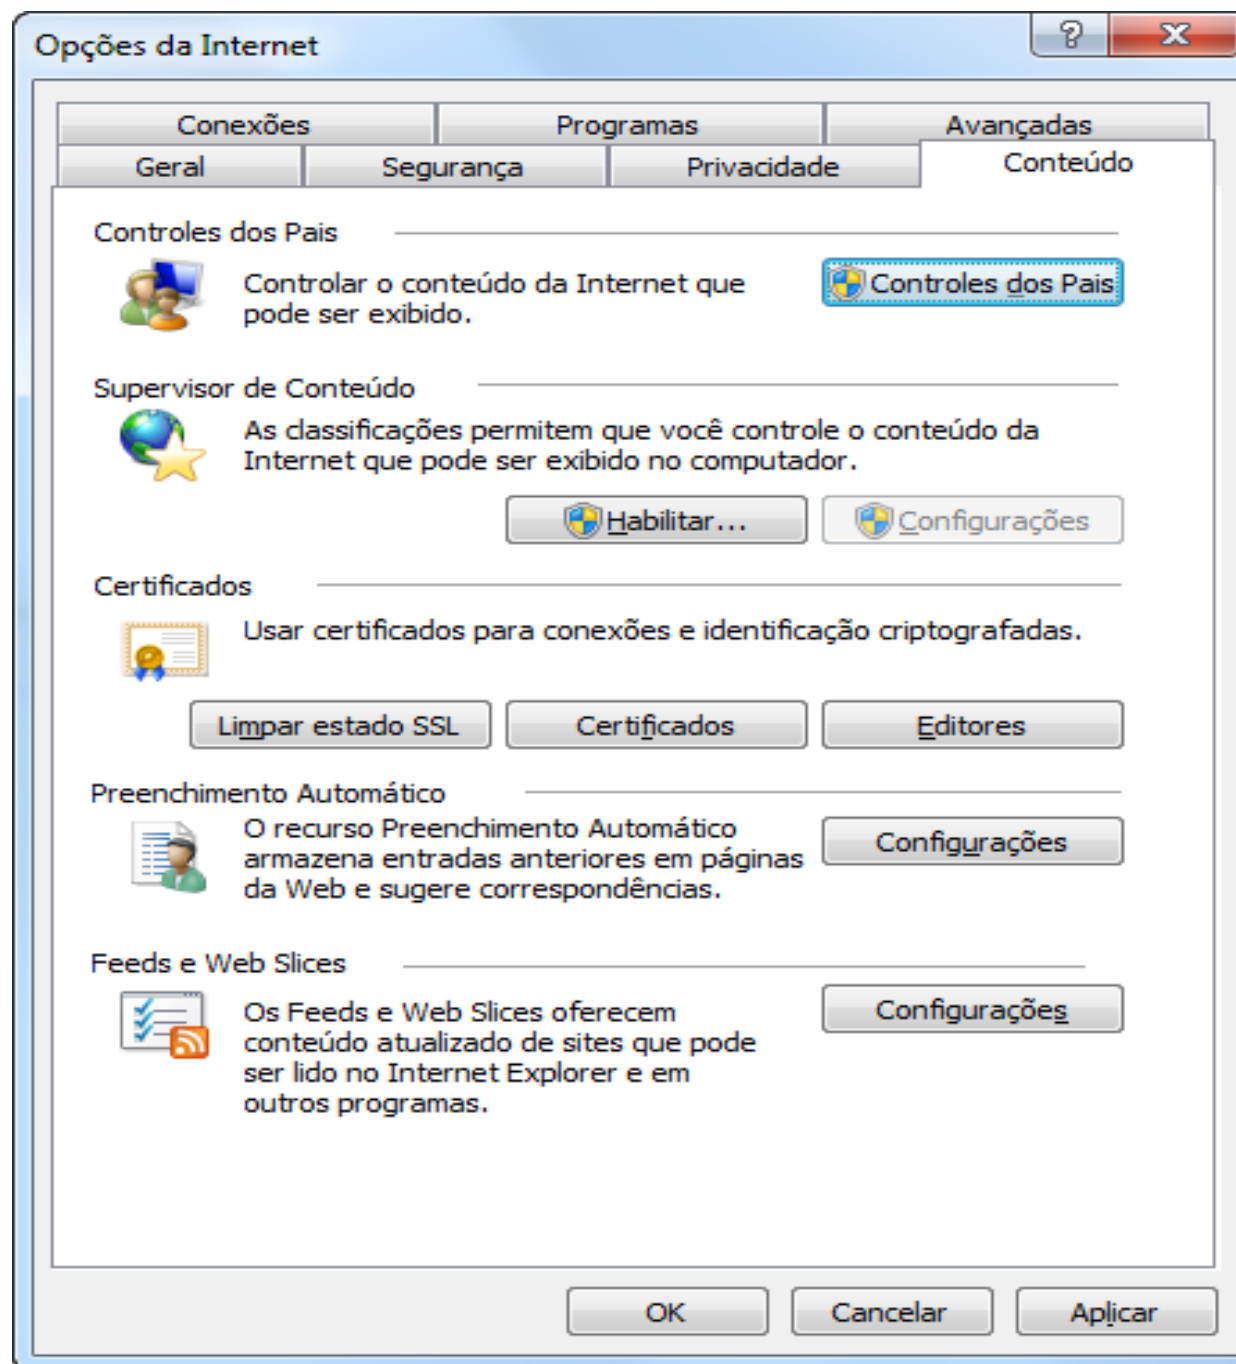 Opções da Internet
?
Conexões Programas Avançadas
Geral Segurança Privacidade Conteúdo
Controles dos Pais
Controlar o conteúdo da Internet que
pode ser exibido.
Controles dos Pais
Supervisor de Conteúdo
As classificações permitem que você controle o conteúdo da
Internet que pode ser exibido no computador.
Habilitar... Configurações
Certificados
Usar certificados para conexões e identificação criptografadas.
Limpar estado SSL Certificados Editores
Preenchimento Automático
O recurso Preenchimento Automático
armazena entradas anteriores em páginas
da Web e sugere correspondências.
Configurações
Feeds e Web Slices
Os Feeds e Web Slices oferecem
conteúdo atualizado de sites que pode
ser lido no Internet Explorer e em
outros programas.
Configurações
OK Cancelar Aplicar